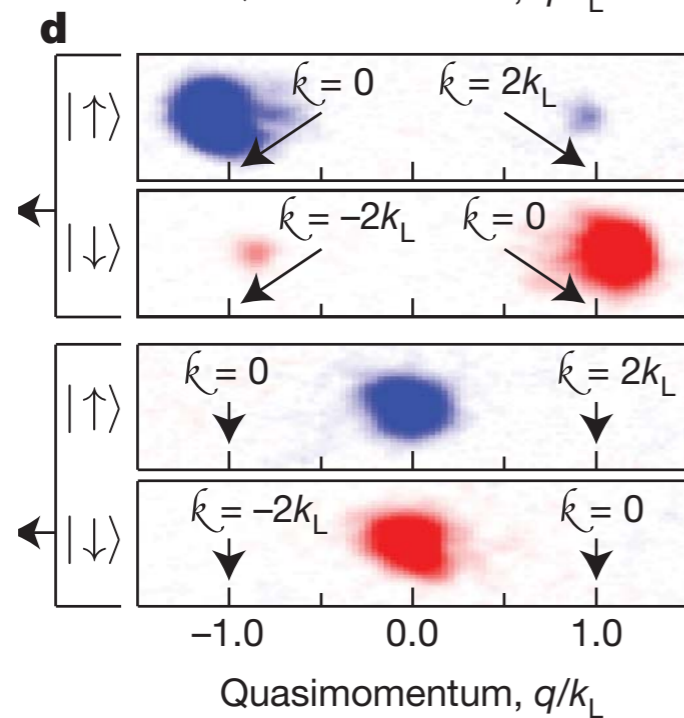 d
|↑⟩ k = 0 k = 2kL
|↓⟩ k = –2kL k = 0
|↑⟩ k = 0 k = 2kL
|↓⟩ k = –2kL k = 0
–1.0 0.0 1.0
Quasimomentum, q/kL